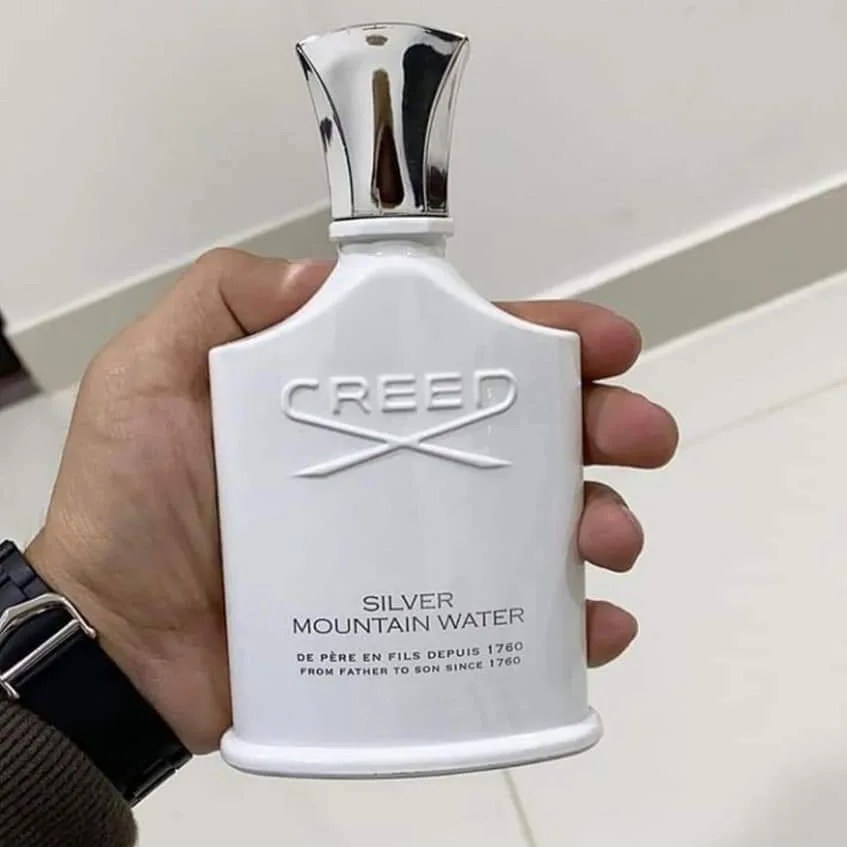 CREED
SILVER
MOUNTAIN WATER
DE PÈRE EN FILS DEPUIS 1760
FROM FATHER TO SON SINCE 1760